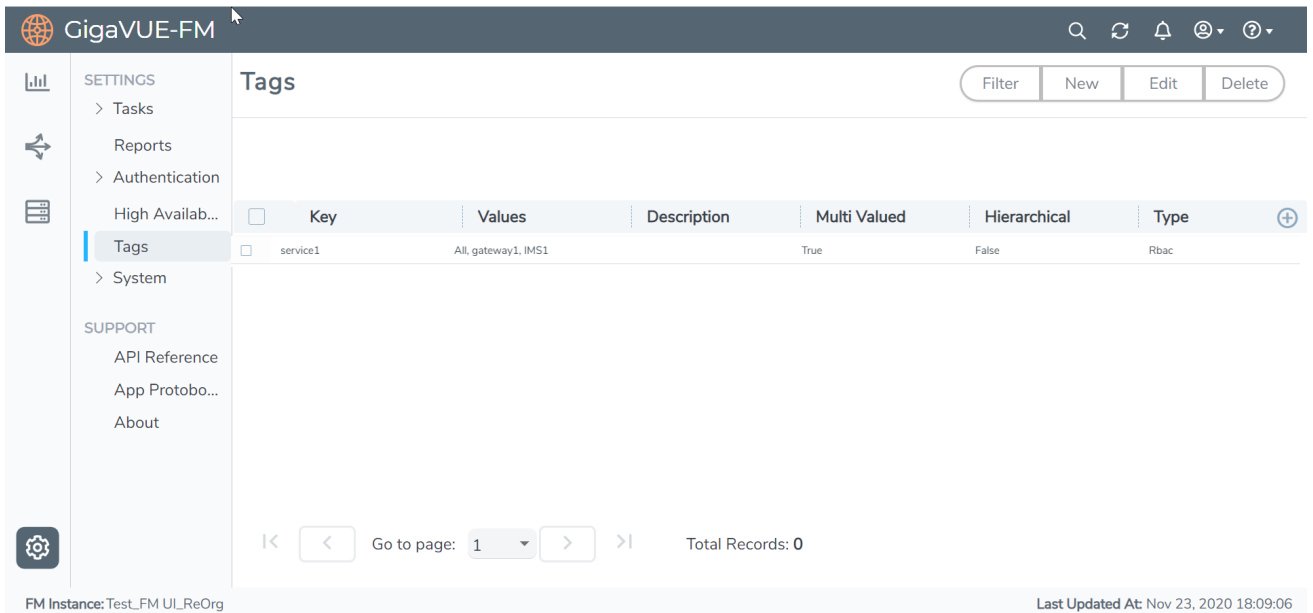 GigaVUE-FM
SETTINGS
Tasks
Reports
Authentication
High Availab...
Tags
System
SUPPORT
API Reference
App Protobo...
About
Tags
Filter New Edit Delete
Key Values Description Multi Valued Hierarchical Type
service1 All, gateway1, IMS1 True False Rbac
Go to page: 1 Total Records: 0
FM Instance: Test_FM UI_ReOrg Last Updated At: Nov 23, 2020 18:09:06